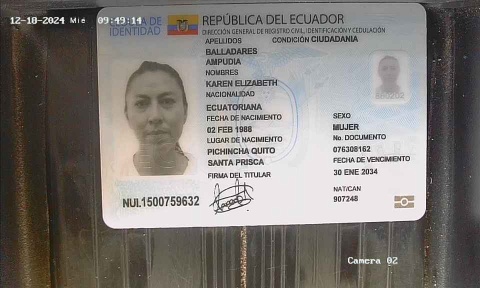 12-18-2024 Mié 09:49:14
CÉDULA DE IDENTIDAD
REPÚBLICA DEL ECUADOR
DIRECCIÓN GENERAL DE REGISTRO CIVIL, IDENTIFICACIÓN Y CEDULACIÓN
APELLIDOS CONDICIÓN CIUDADANÍA
BALLADARES
AMPUDIA
NOMBRES
KAREN ELIZABETH
NACIONALIDAD
ECUATORIANA
FECHA DE NACIMIENTO SEXO
02 FEB 1988 MUJER
LUGAR DE NACIMIENTO No. DOCUMENTO
PICHINCHA QUITO 076308162
SANTA PRISCA FECHA DE VENCIMIENTO
FIRMA DEL TITULAR 30 ENE 2034
NUI.1500759632 NAT/CAN
907248
Camera 02